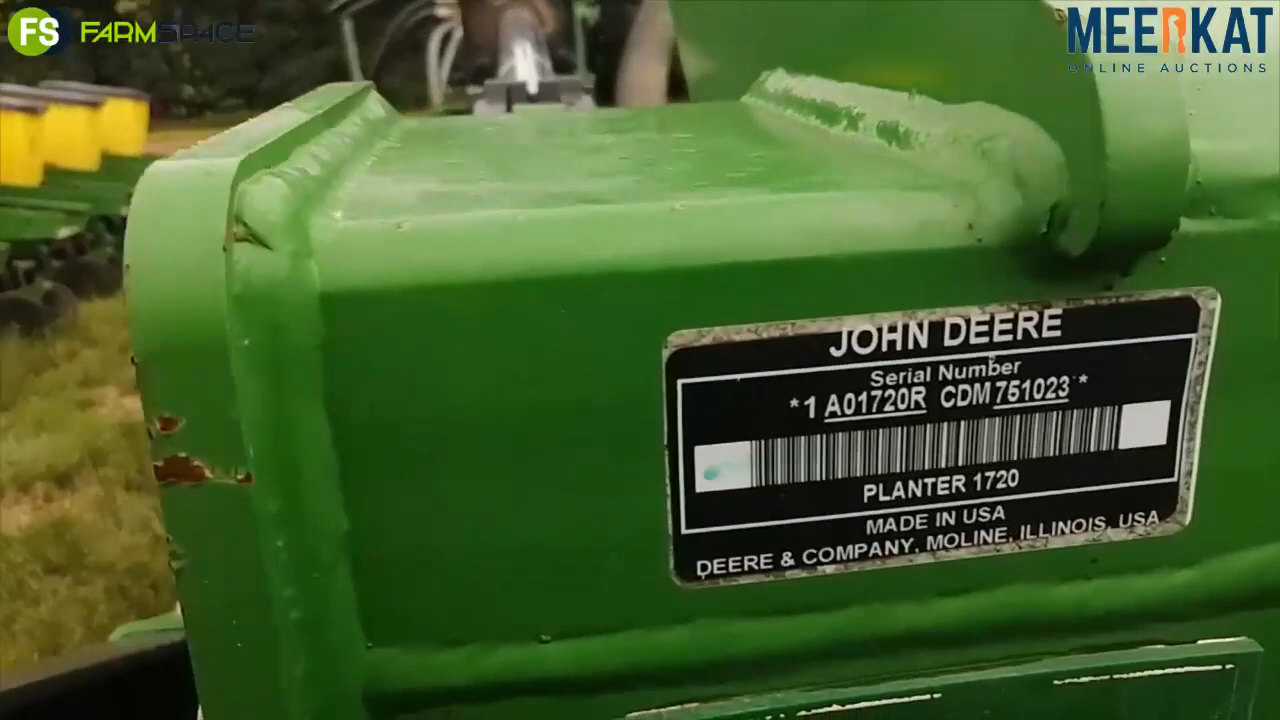 FS FARMSPACE
MEERKAT
ONLINE AUCTIONS
JOHN DEERE
Serial Number
*1 A01720R CDM 751023 *
PLANTER 1720
MADE IN USA
DEERE & COMPANY, MOLINE, ILLINOIS, USA